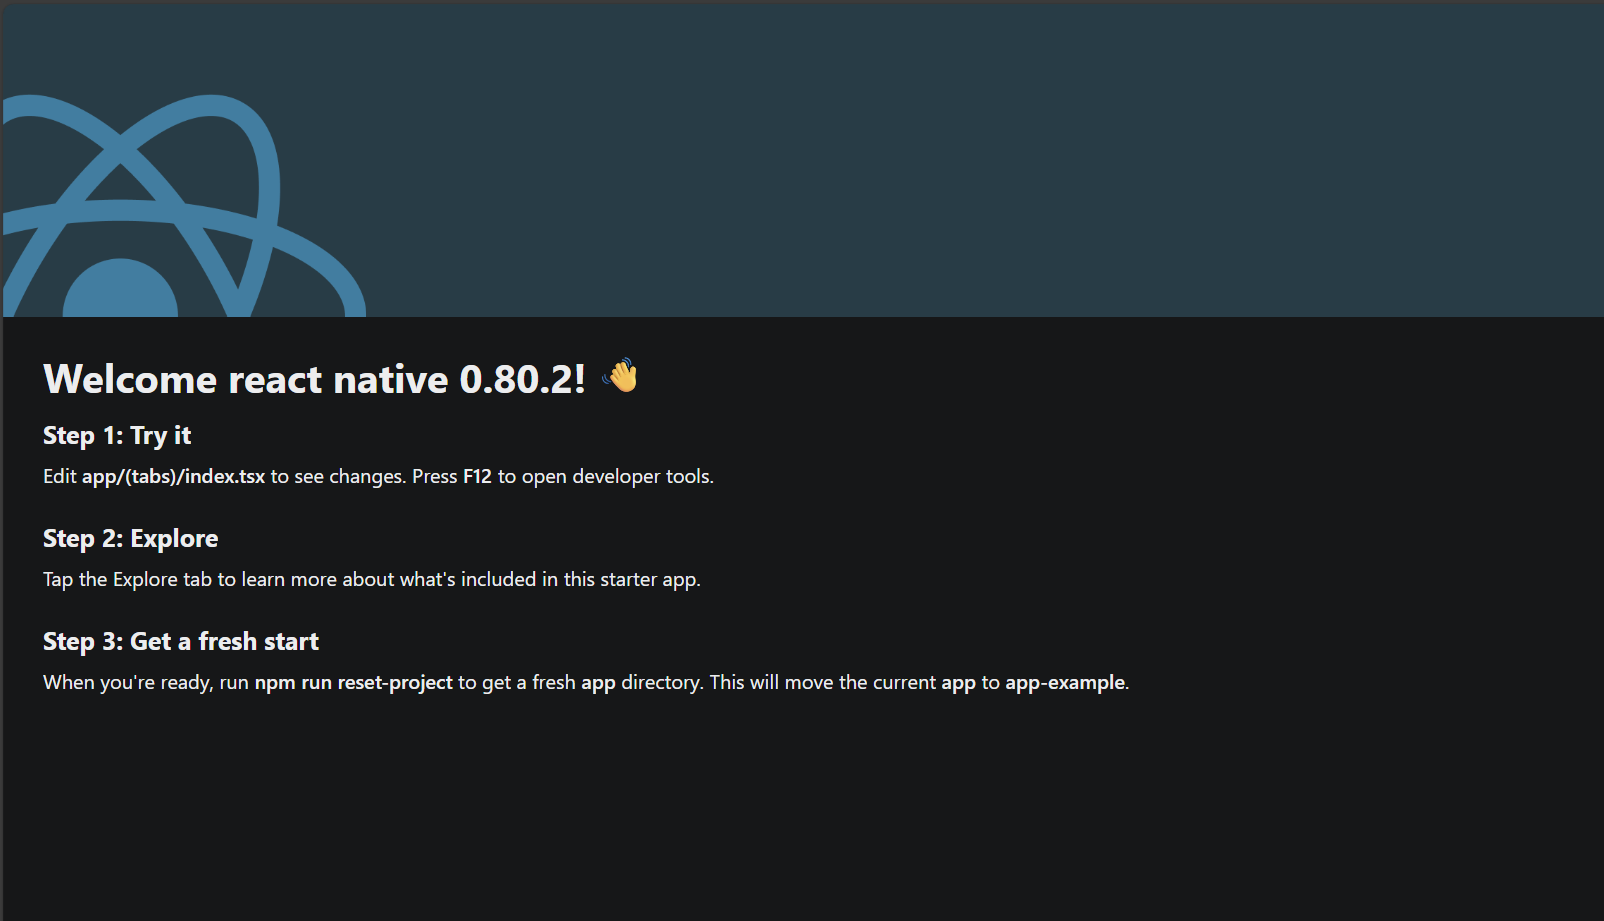 Welcome react native 0.80.2! 👋
Step 1: Try it
Edit app/(tabs)/index.tsx to see changes. Press F12 to open developer tools.
Step 2: Explore
Tap the Explore tab to learn more about what's included in this starter app.
Step 3: Get a fresh start
When you're ready, run npm run reset-project to get a fresh app directory. This will move the current app to app-example.